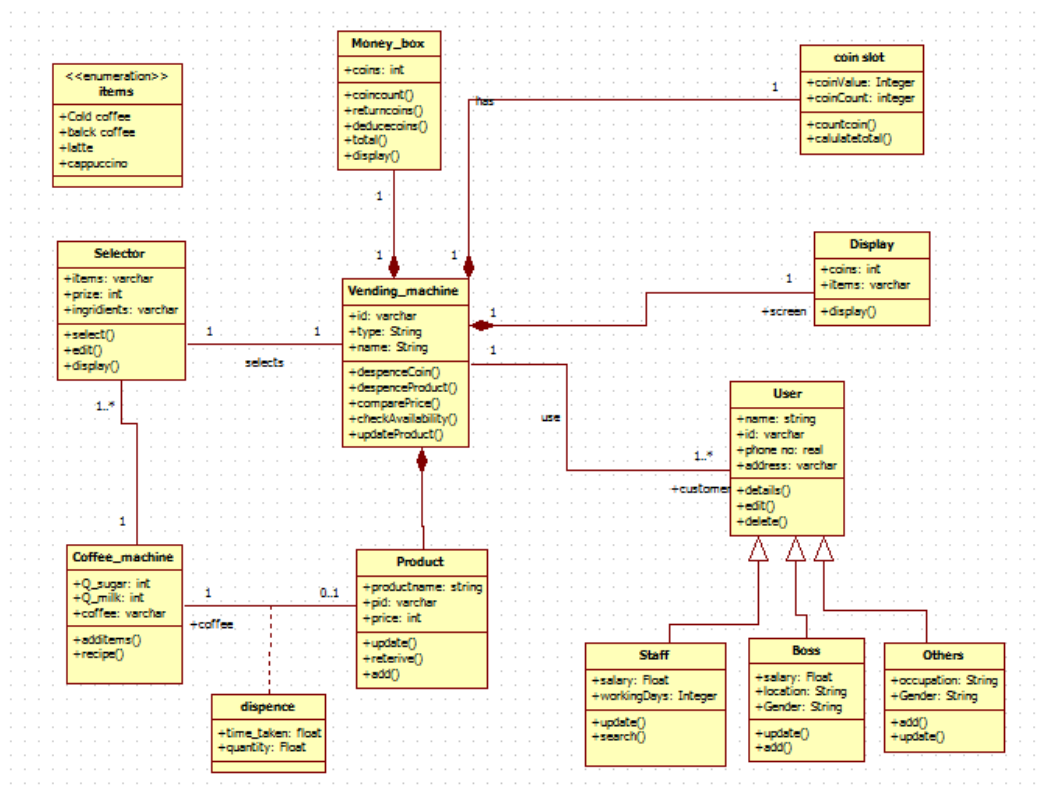 Money_box
+coins: int
+coincount()
+returncoins()
+deducecoins()
+total()
+display()
coin slot
+coinValue: Integer
+coinCount: integer
+countcoin()
+calulatetotal()
<<enumeration>>
items
+Cold coffee
+balck coffee
+latte
+cappuccino
has
1
1
1
1
Selector
+items: varchar
+prize: int
+ingridients: varchar
+select()
+edit()
+display()
1
1
selects
Vending_machine
+id: varchar
+type: String
+name: String
+despenceCoin()
+despenceProduct()
+comparePrice()
+checkAvailability()
+updateProduct()
Display
+coins: int
+items: varchar
+display()
1
1
+screen
1
use
1..*
+customer
User
+name: string
+id: varchar
+phone no: real
+address: varchar
+details()
+edit()
+delete()
1..*
1
Coffee_machine
+Q_sugar: int
+Q_milk: int
+coffee: varchar
+additems()
+recipe()
1
0..1
+coffee
Product
+productname: string
+pid: varchar
+price: int
+update()
+reterive()
+add()
dispence
+time_taken: float
+quantity: Float
Staff
+salary: Float
+workingDays: Integer
+update()
+search()
Boss
+salary: Float
+location: String
+Gender: String
+update()
+add()
Others
+occupation: String
+Gender: String
+add()
+update()